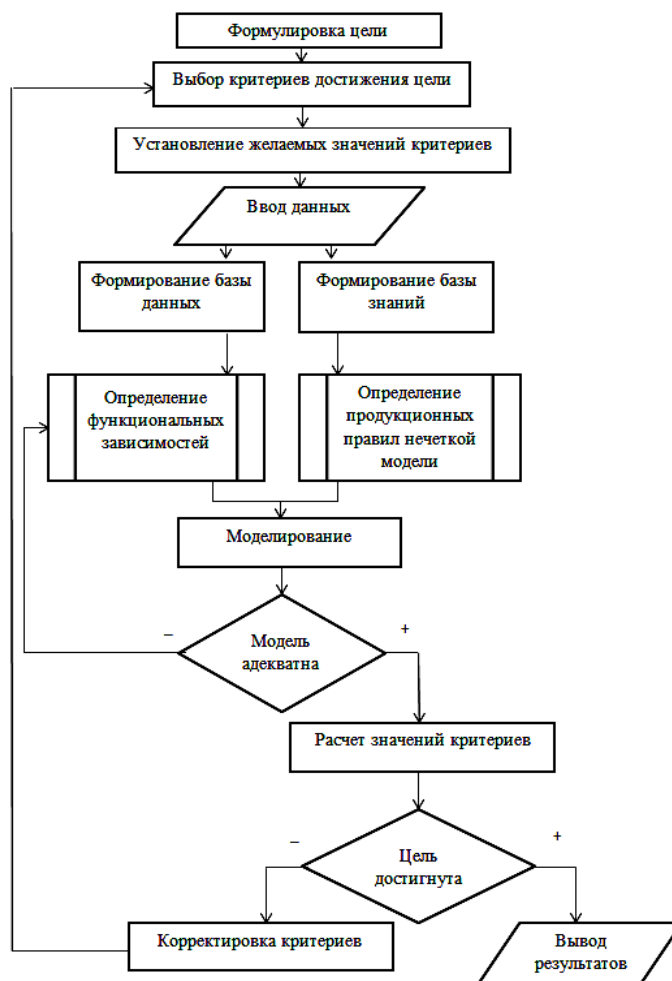 Формулировка цели
Выбор критериев достижения цели
Установление желаемых значений критериев
Ввод данных
Формирование базы
данных
Формирование базы
знаний
Определение
функциональных
зависимостей
Определение
продукционных
правил нечеткой
модели
Моделирование
–
+
Модель
адекватна
Расчет значений критериев
–
+
Цель
достигнута
Корректировка критериев
Вывод
результатов